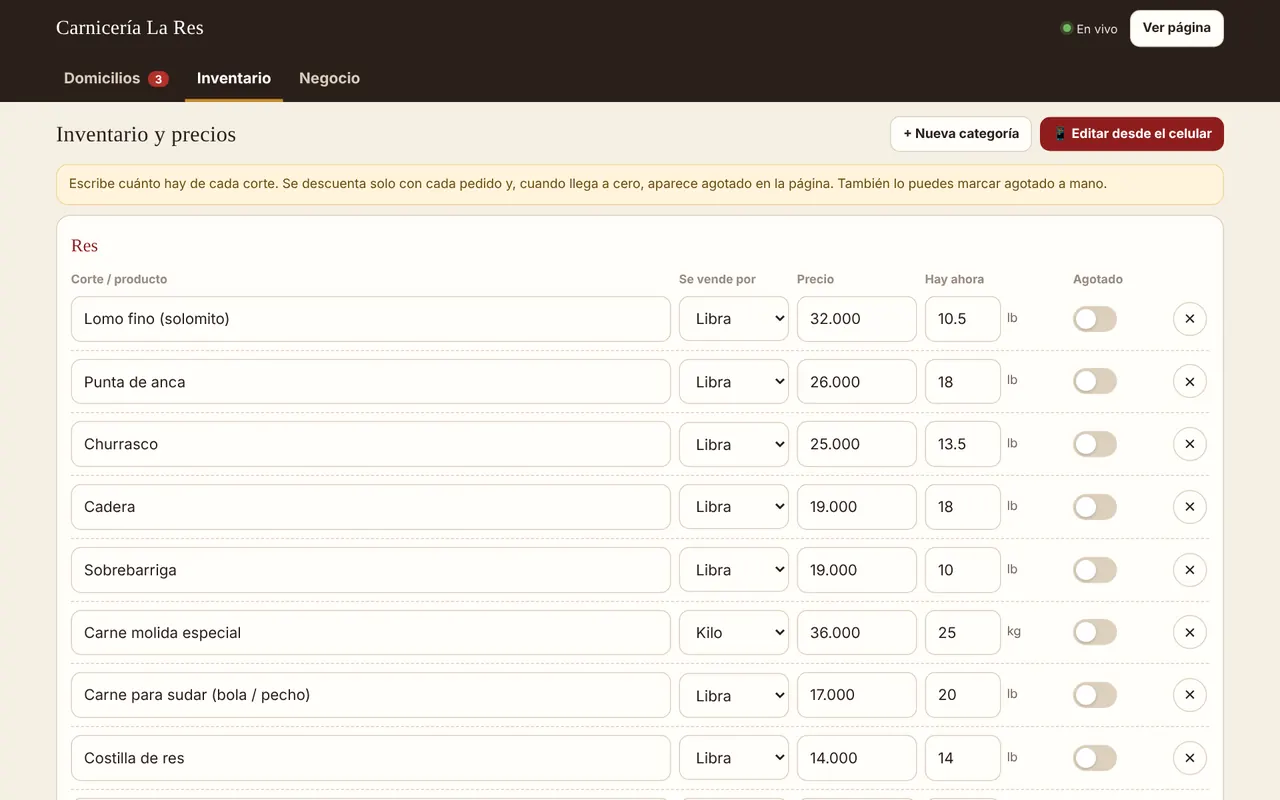 Carnicería La Res
En vivo
Ver página
Domicilios 3
Inventario
Negocio
Inventario y precios
+ Nueva categoría
📱 Editar desde el celular
Escribe cuánto hay de cada corte. Se descuenta solo con cada pedido y, cuando llega a cero, aparece agotado en la página. También lo puedes marcar agotado a mano.
Res
Corte / producto Se vende por Precio Hay ahora Agotado
Lomo fino (solomito) Libra 32.000 10.5 lb ✕
Punta de anca Libra 26.000 18 lb ✕
Churrasco Libra 25.000 13.5 lb ✕
Cadera Libra 19.000 18 lb ✕
Sobrebarriga Libra 19.000 10 lb ✕
Carne molida especial Kilo 36.000 25 kg ✕
Carne para sudar (bola / pecho) Libra 17.000 20 lb ✕
Costilla de res Libra 14.000 14 lb ✕